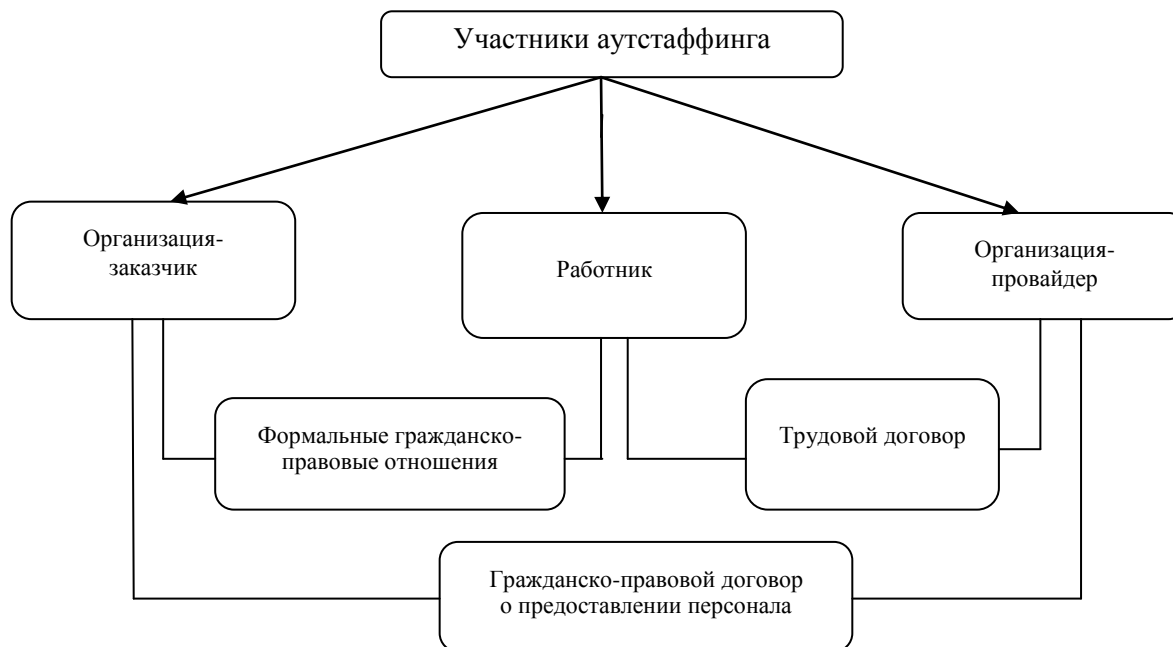 Участники аутстаффинга
Организация-
заказчик
Работник
Организация-
провайдер
Формальные гражданско-
правовые отношения
Трудовой договор
Гражданско-правовой договор
о предоставлении персонала